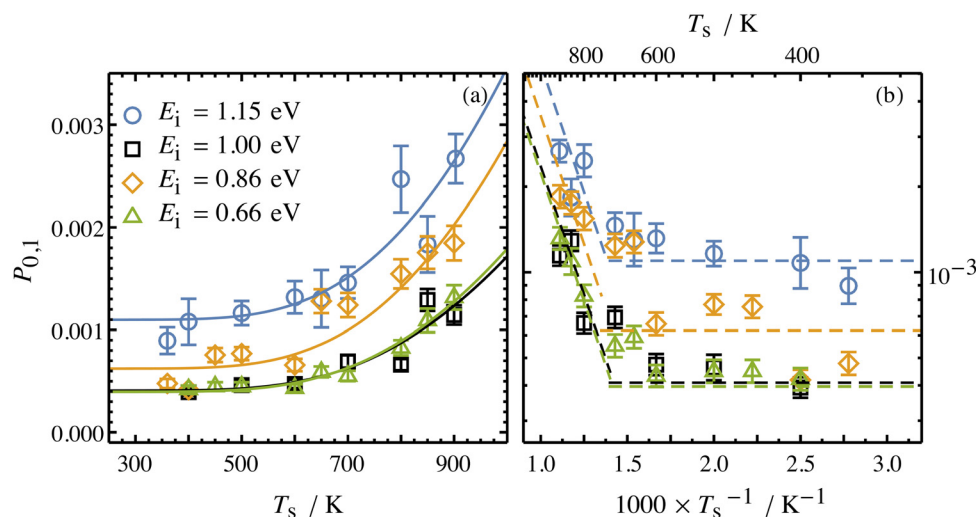 T_s / K
800 600 400
(a)
(b)
E_i = 1.15 eV
E_i = 1.00 eV
E_i = 0.86 eV
E_i = 0.66 eV
0.003
0.002
0.001
0.000
P_{0,1}
10^{-3}
300 500 700 900
1.0 1.5 2.0 2.5 3.0
T_s / K
1000 × T_s^{-1} / K^{-1}